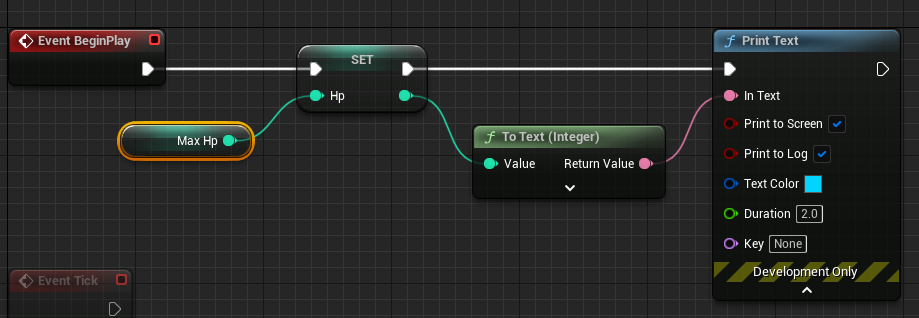 Event BeginPlay
SET
Print Text
Hp
In Text
Max Hp
To Text (Integer)
Value
Return Value
Print to Screen
Print to Log
Text Color
Duration 2.0
Key None
Development Only
Event Tick